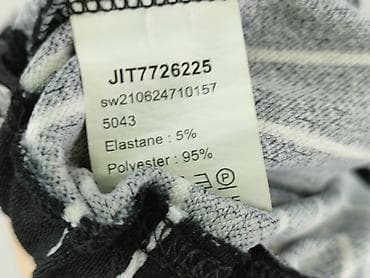 JIT7726225
sw210624710157
5043
Elastane : 5%
Polyester : 95%